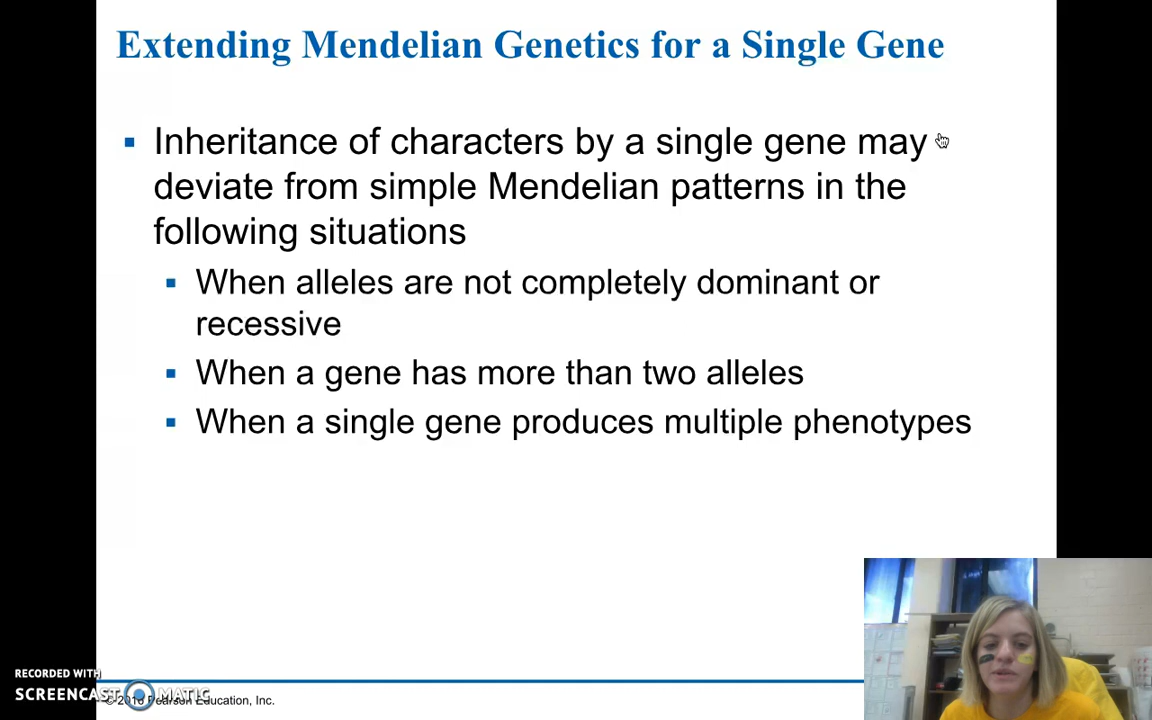 Extending Mendelian Genetics for a Single Gene
▪ Inheritance of characters by a single gene may
deviate from simple Mendelian patterns in the
following situations
▪ When alleles are not completely dominant or
recessive
▪ When a gene has more than two alleles
▪ When a single gene produces multiple phenotypes
RECORDED WITH
SCREENCAST MATIC
Pearson Education, Inc.